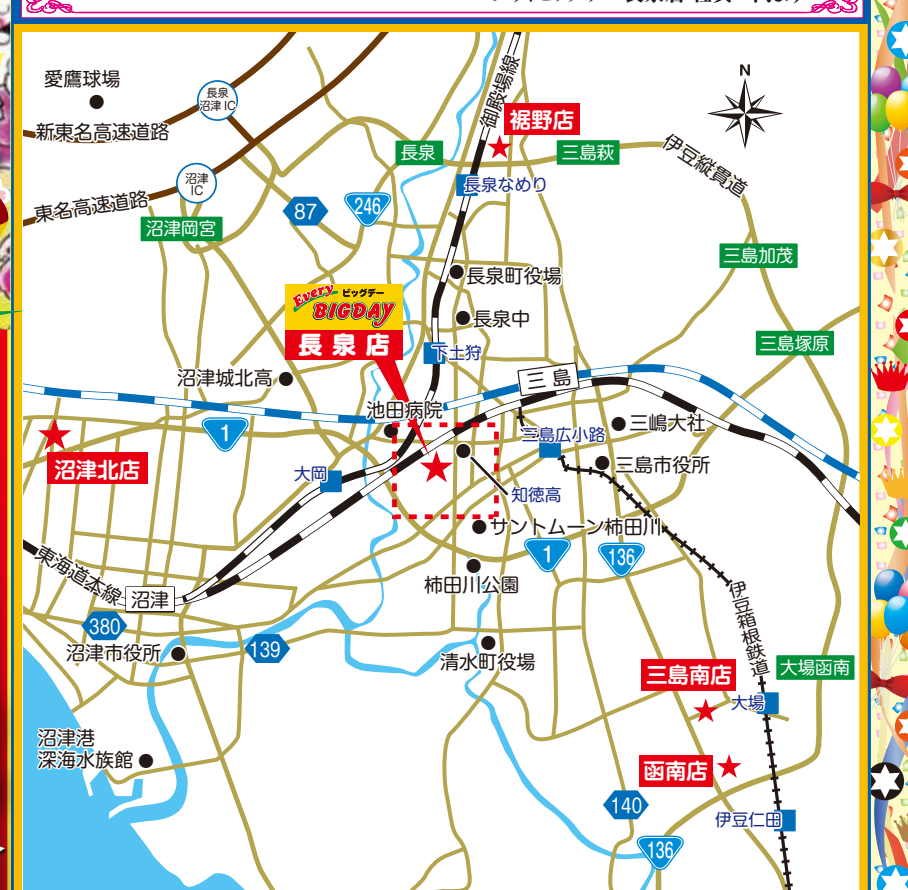 愛鷹球場
長泉
沼津 IC
新東名高速道路
沼津
IC
東名高速道路
沼津岡宮
87
246
御殿場線
裾野店
長泉
三島萩
長泉なめり
伊豆縦貫道
N
三島加茂
三島塚原
長泉町役場
長泉中
Every ビッグデー
BIGDAY
長泉店
下土狩
沼津城北高
池田病院
三島
三嶋大社
三島広小路
三島市役所
1
沼津北店
大岡
知徳高
サントムーン柿田川
1
136
柿田川公園
東海道本線
沼津
380
139
沼津市役所
清水町役場
伊豆箱根鉄道
大場函南
三島南店
大場
函南店
沼津港
深海水族館
140
伊豆仁田
136